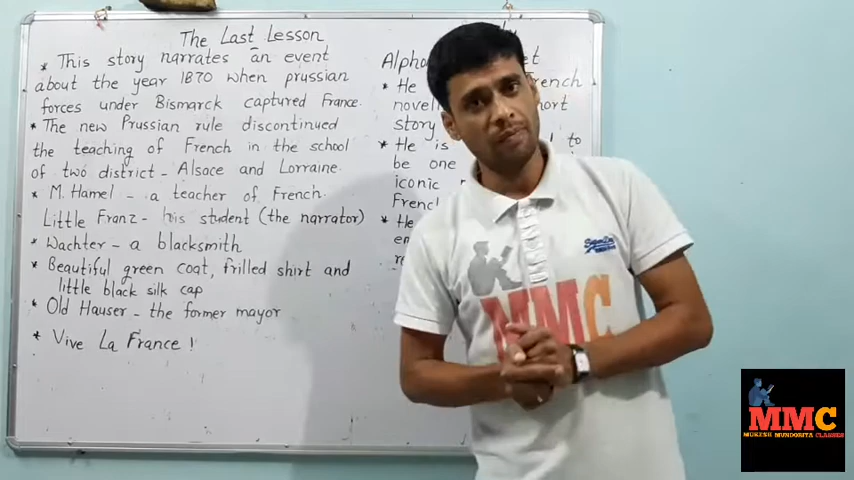 The Last Lesson
* This story narrates an event
about the year 1870 when prussian
forces under Bismarck captured France.
* The new Prussian rule discontinued
the teaching of French in the school
of two district - Alsace and Lorraine.
* M. Hamel - a teacher of French.
Little Franz - his student (the narrator)
* Wachter - a blacksmith
* Beautiful green coat, frilled shirt and
little black silk cap
* Old Hauser - the former mayor
* Vive La France !
Alph et
* He French
novel hort
story
* He is to
be one
iconic
French
* He
MMC
MMC
MUKESH MUNDORIYA CLASSES